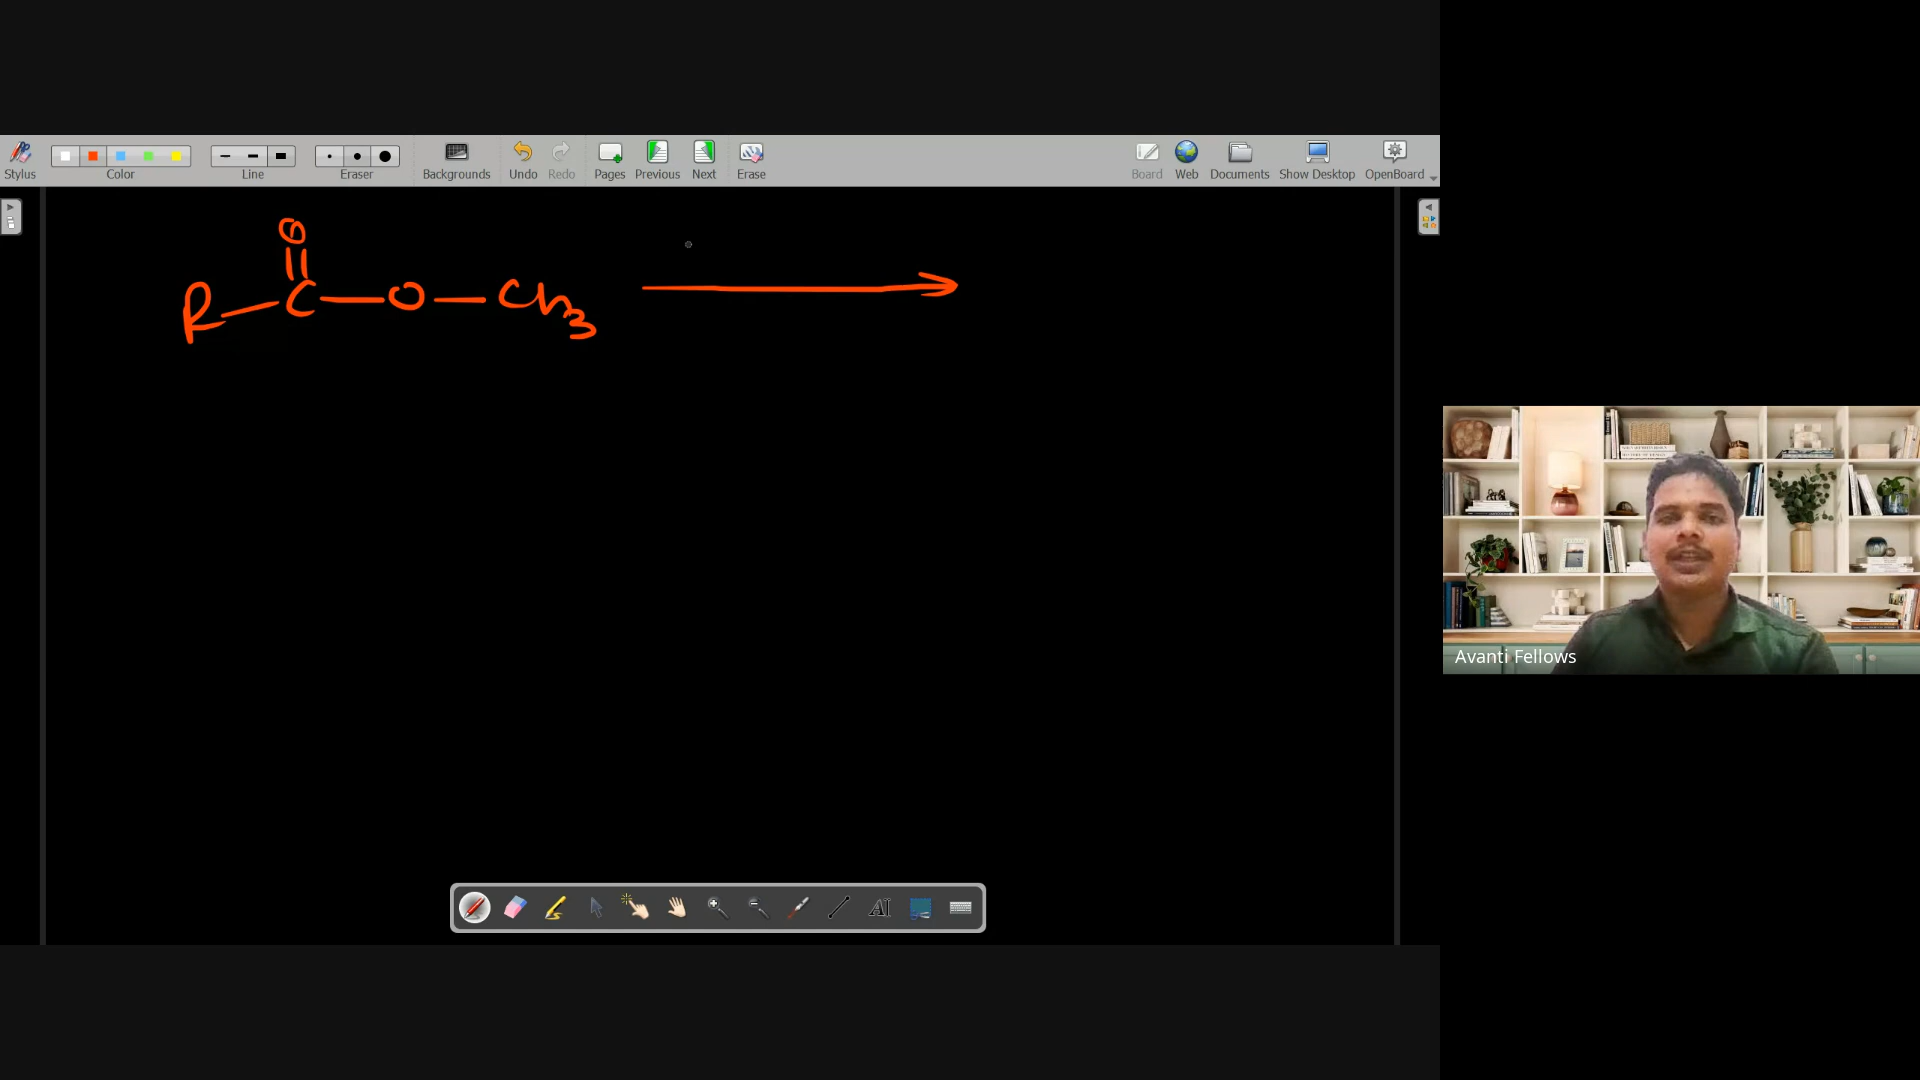 Stylus Color Line Eraser Backgrounds Undo Redo Pages Previous Next Erase Board Web Documents Show Desktop OpenBoard
O
||
R—C—O—CH3 →
AI
Avanti Fellows